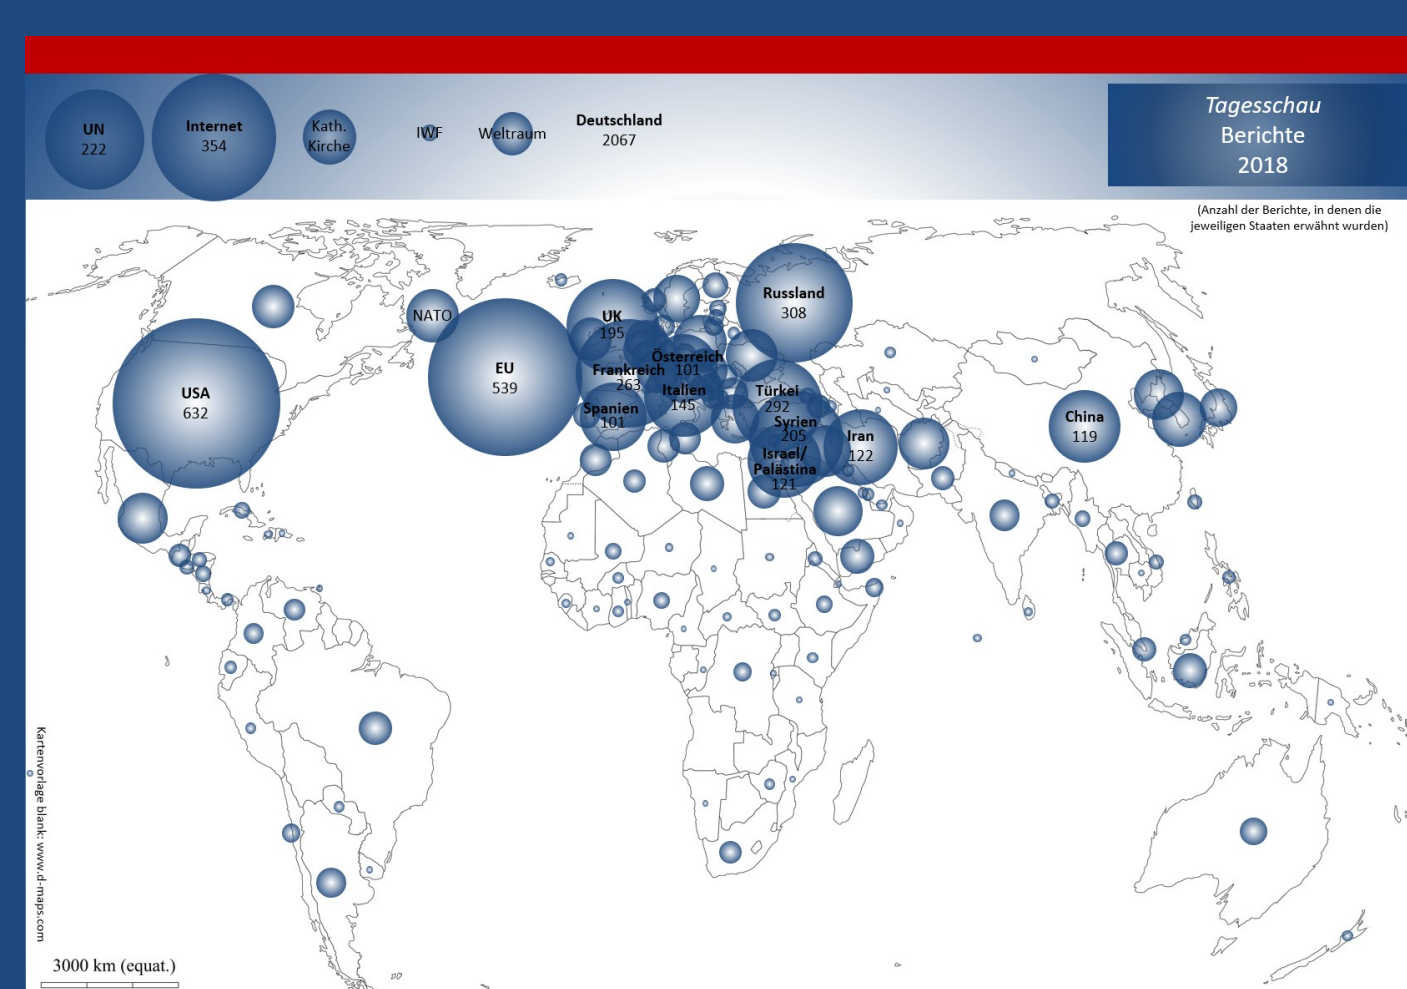 UN
222
Internet
354
Kath.
Kirche
IWF
Weltraum
Deutschland
2067
Tagesschau
Berichte
2018
(Anzahl der Berichte, in denen die
jeweiligen Staaten erwähnt wurden)
Russland
308
NATO
UK
195
EU
539
Österreich
101
Frankreich
263
USA
632
Italien
145
Türkei
292
Spanien
101
China
119
Syrien
205
Iran
122
Israel/
Palästina
121
Kartenvorlage blank: www.d-maps.com
3000 km (equat.)